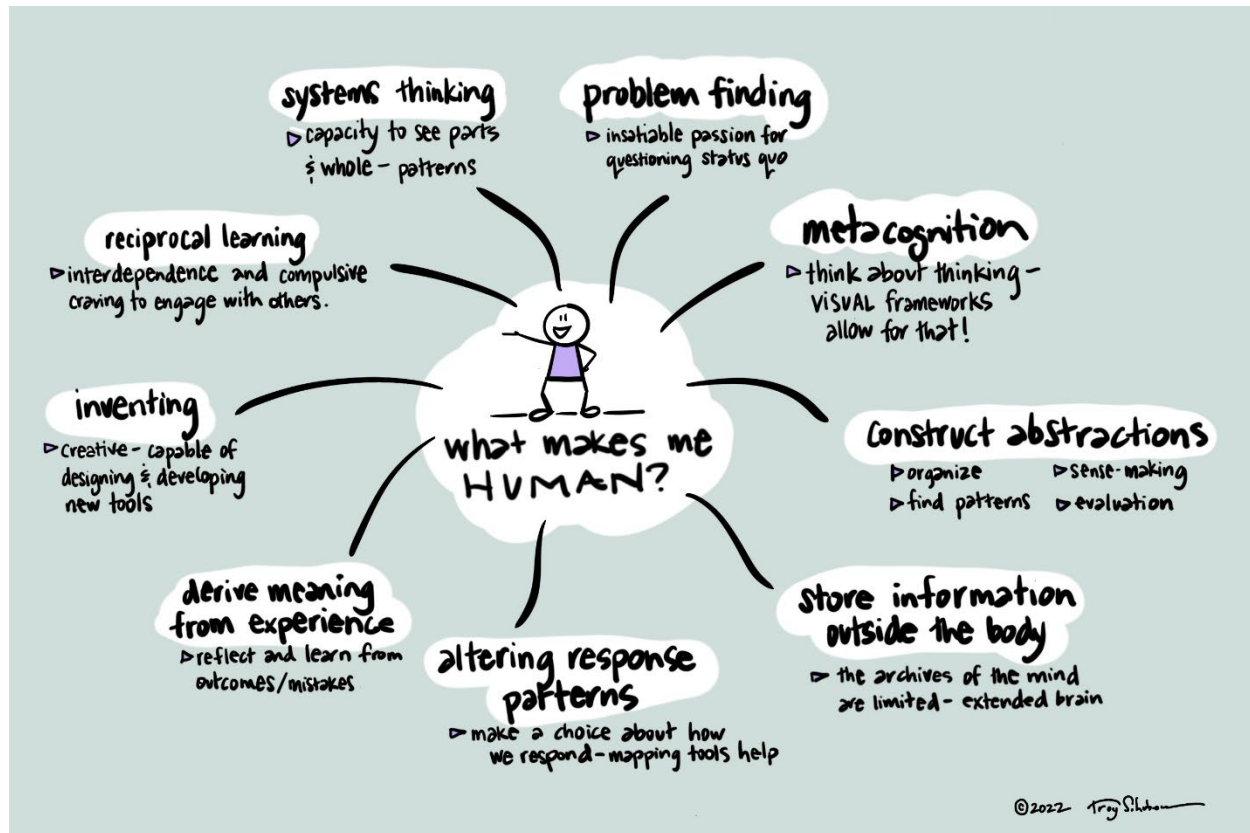 what makes me
HUMAN?
systems thinking
capacity to see parts
& whole - patterns
problem finding
insatiable passion for
questioning status quo
metacognition
think about thinking -
VISUAL frameworks
allow for that!
construct abstractions
organize
sense-making
find patterns
evaluation
store information
outside the body
the archives of the mind
are limited - extended brain
altering response
patterns
make a choice about how
we respond - mapping tools help
derive meaning
from experience
reflect and learn from
outcomes/mistakes
inventing
creative - capable of
designing & developing
new tools
reciprocal learning
interdependence and compulsive
craving to engage with others.
©2022 Troy